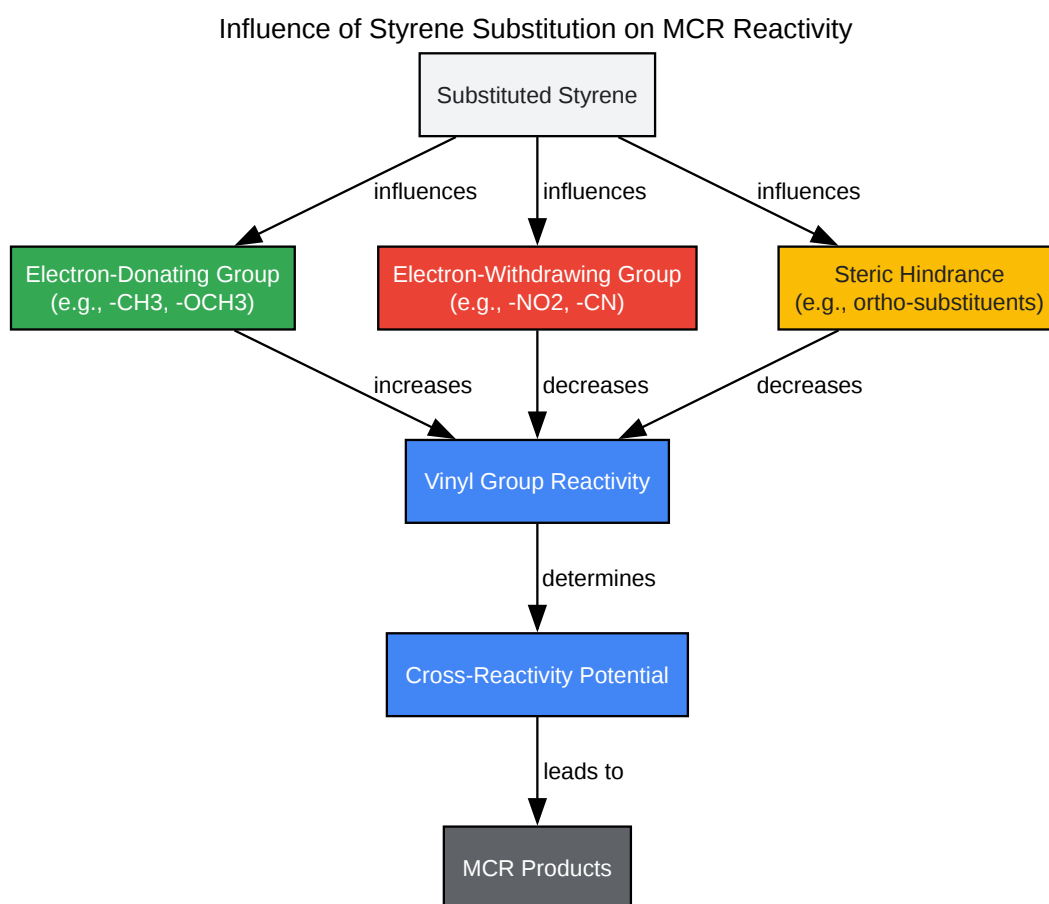 Influence of Styrene Substitution on MCR Reactivity
Substituted Styrene
influences
influences
influences
Electron-Donating Group
(e.g., -CH3, -OCH3)
Electron-Withdrawing Group
(e.g., -NO2, -CN)
Steric Hindrance
(e.g., ortho-substituents)
increases
decreases
decreases
Vinyl Group Reactivity
determines
Cross-Reactivity Potential
leads to
MCR Products